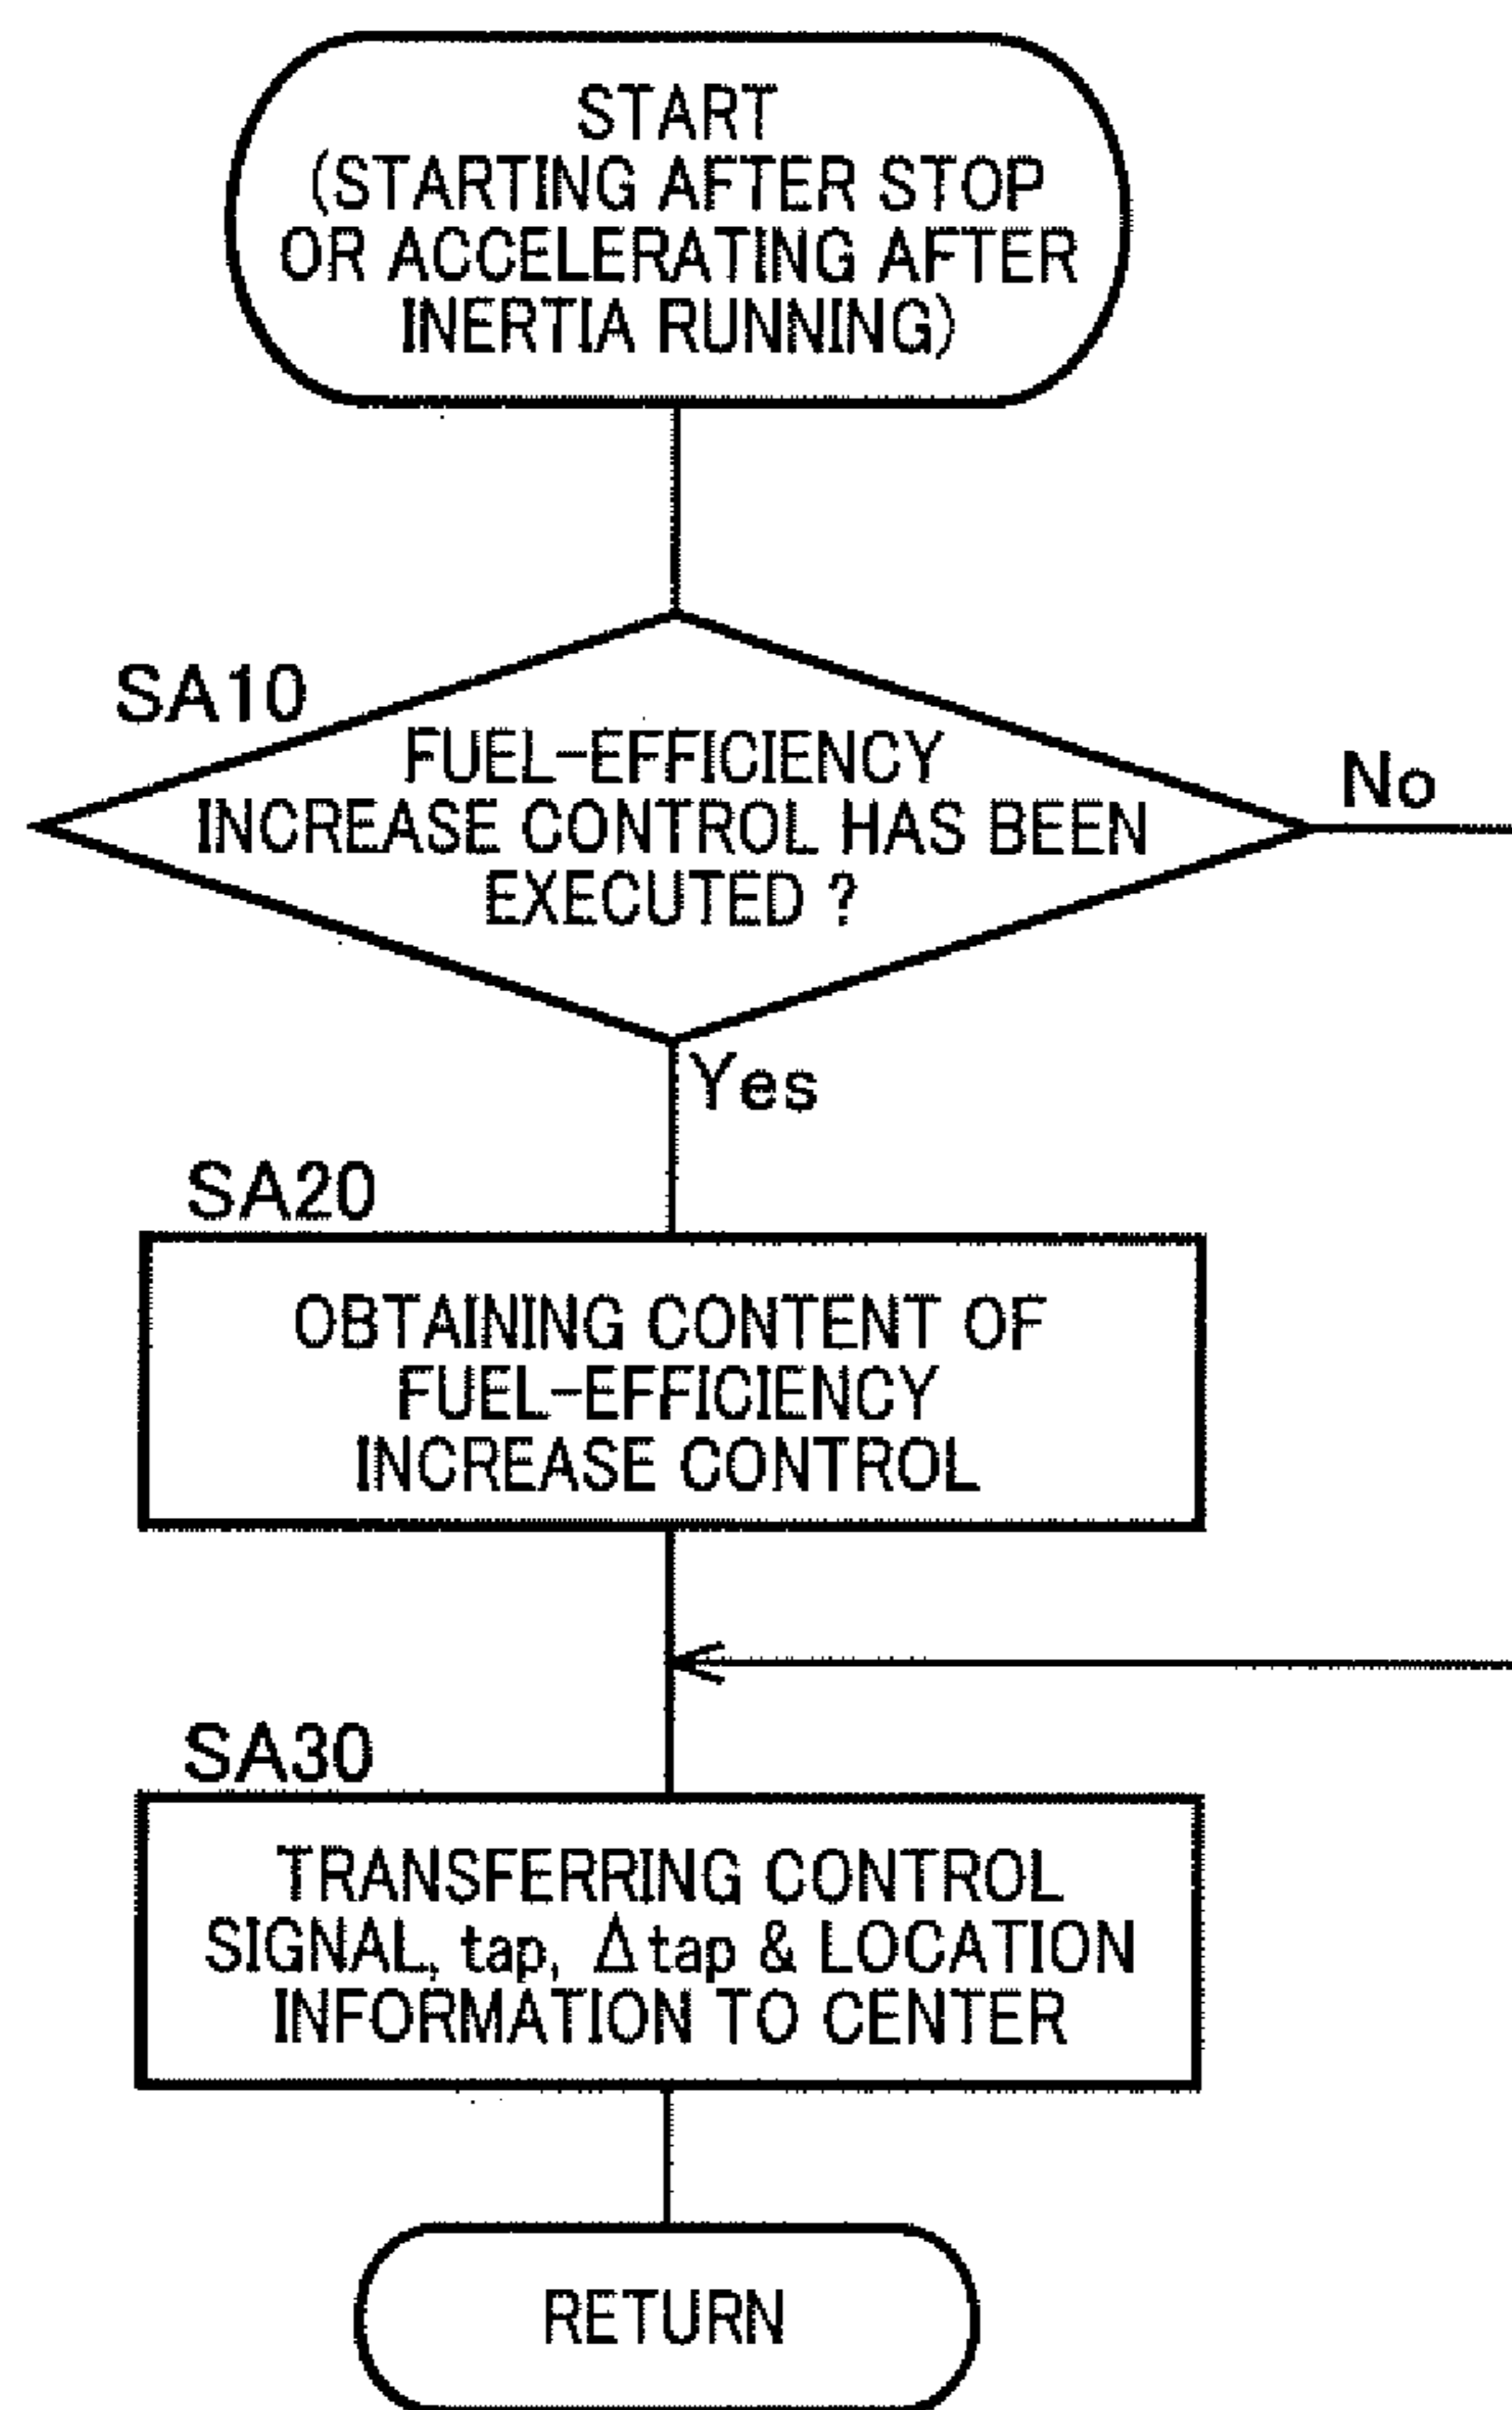 START
(STARTING AFTER STOP
OR ACCELERATING AFTER
INERTIA RUNNING)
SA10
FUEL-EFFICIENCY
INCREASE CONTROL HAS BEEN
EXECUTED ?
No
Yes
SA20
OBTAINING CONTENT OF
FUEL-EFFICIENCY
INCREASE CONTROL
SA30
TRANSFERRING CONTROL
SIGNAL, tap, Δtap & LOCATION
INFORMATION TO CENTER
RETURN